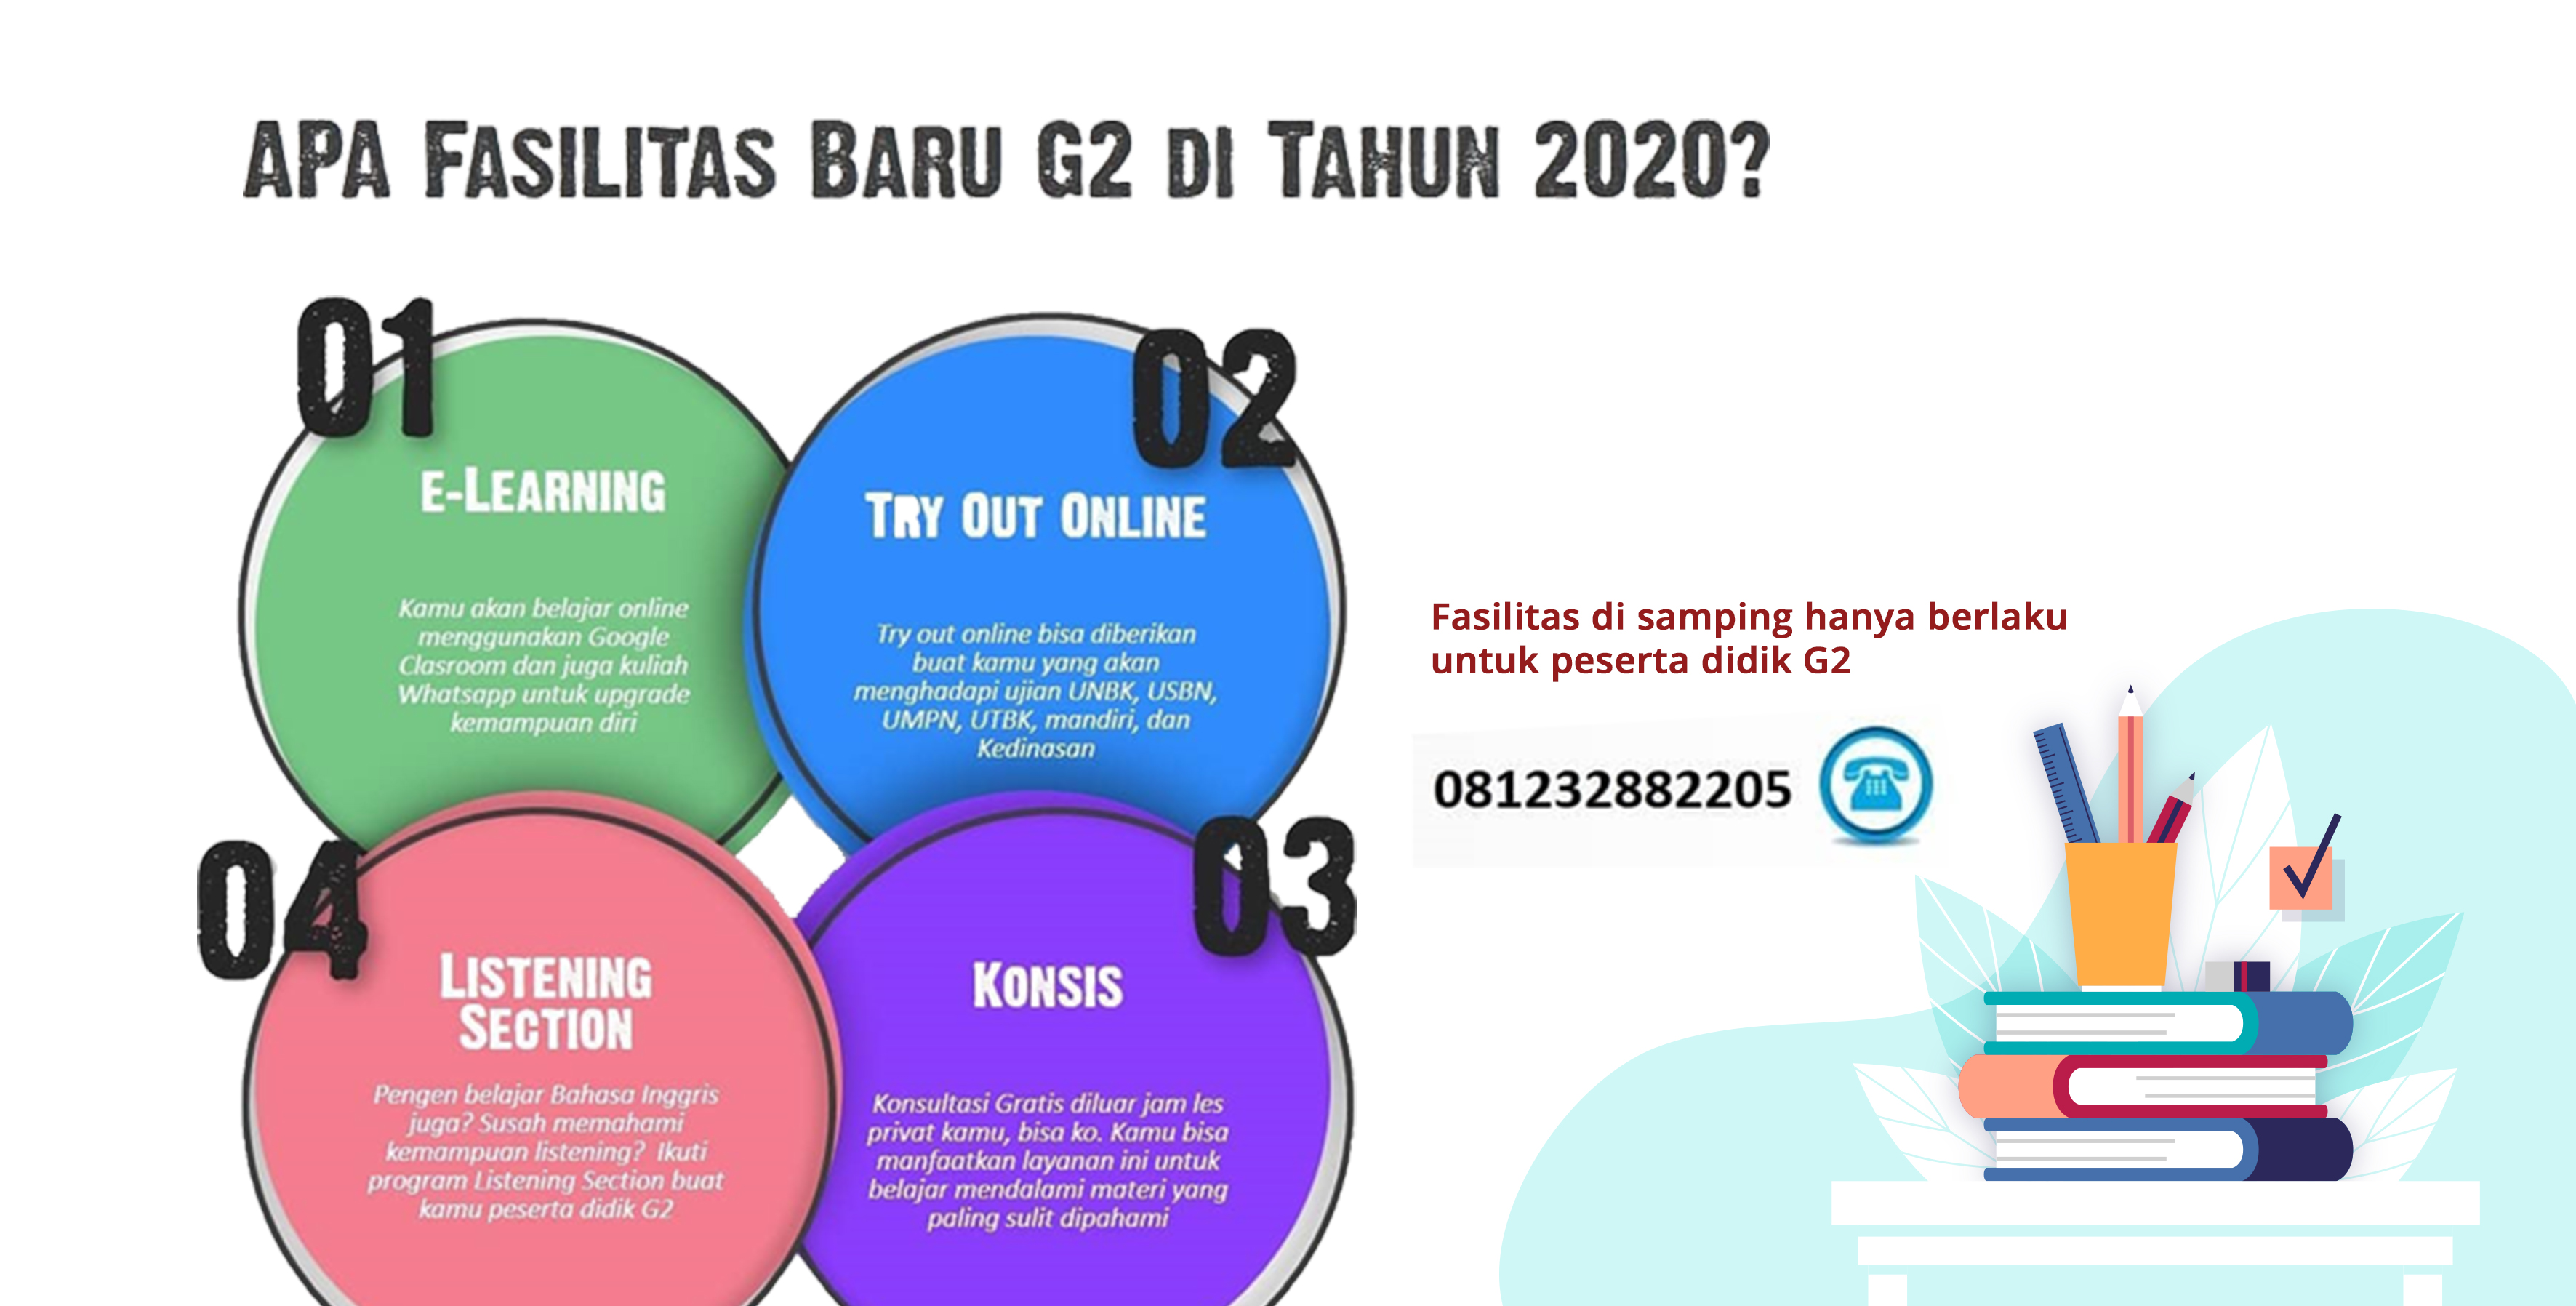 APA FASILITAS BARU G2 DI TAHUN 2020?
01
E-LEARNING
Kamu akan belajar online
menggunakan Google
Clasroom dan juga kuliah
Whatsapp untuk upgrade
kemampuan diri
02
TRY OUT ONLINE
Try out online bisa diberikan
buat kamu yang akan
menghadapi ujian UNBK, USBN,
UMPN, UTBK, mandiri, dan
Kedinasan
03
KONSIS
Konsultasi Gratis diluar jam les
privat kamu, bisa ko. Kamu bisa
manfaatkan layanan ini untuk
belajar mendalami materi yang
paling sulit dipahami
04
LISTENING
SECTION
Pengen belajar Bahasa Inggris
juga? Susah memahami
kemampuan listening? Ikuti
program Listening Section buat
kamu peserta didik G2
Fasilitas di samping hanya berlaku
untuk peserta didik G2
081232882205